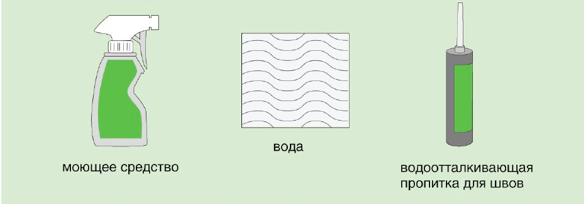 моющее средство
вода
водоотталкивающая
пропитка для швов